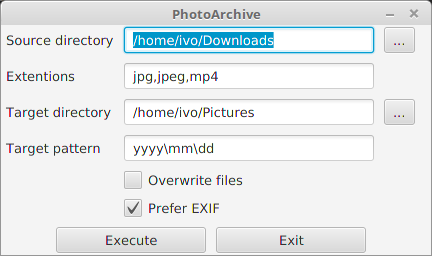 PhotoArchive
Source directory /home/ivo/Downloads ...
Extentions jpg,jpeg,mp4
Target directory /home/ivo/Pictures ...
Target pattern yyyy\mm\dd
Overwrite files
Prefer EXIF
Execute Exit